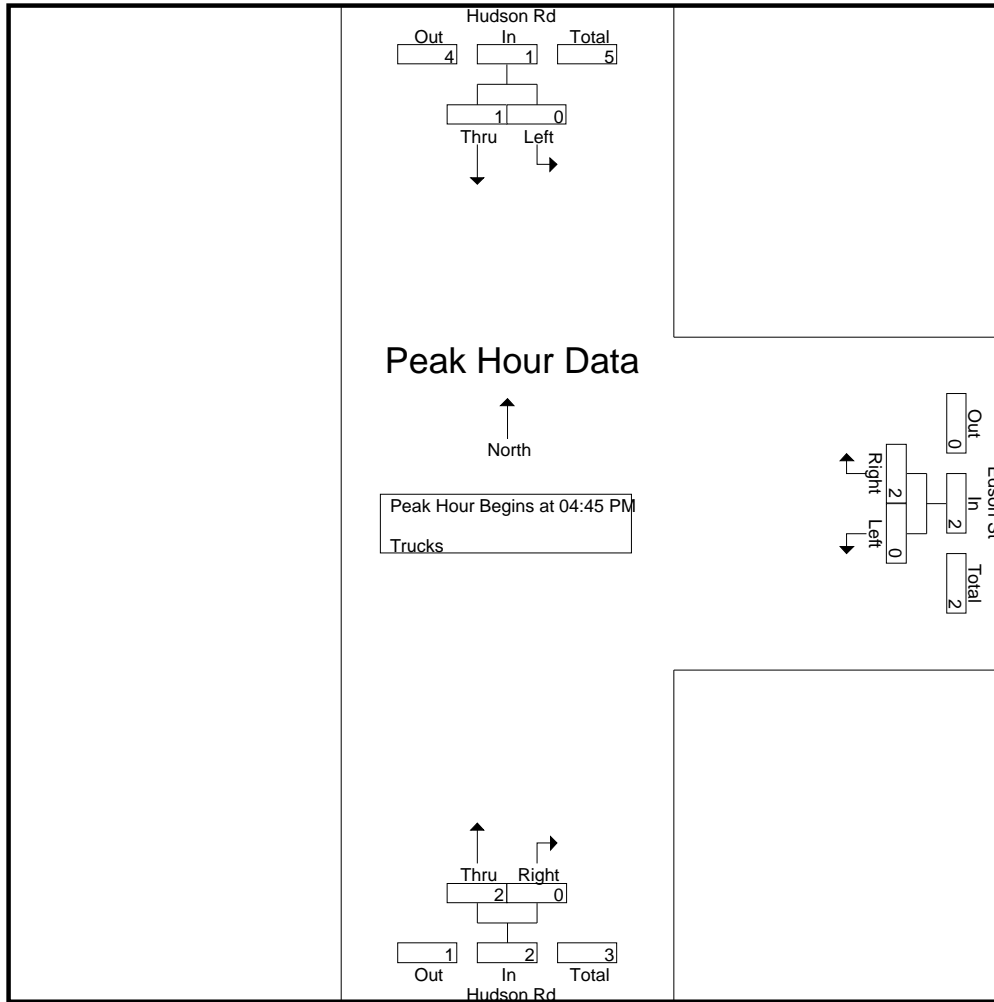 Hudson Rd
Out In Total
4 1 5
1 0
Thru Left
Peak Hour Data
North
Peak Hour Begins at 04:45 PM
Trucks
Right Left
2 0
Out In Total
0 2 2
Thru Right
2 0
1 2 3
Out In Total
Hudson Rd